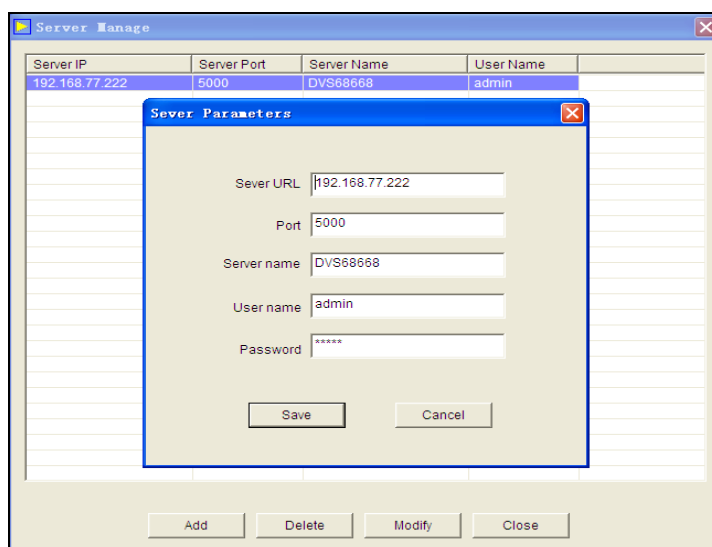 Server Manage
Server IP Server Port Server Name User Name
192.168.77.222 5000 DVS68668 admin
Sever Parameters
Sever URL 192.168.77.222
Port 5000
Server name DVS68668
User name admin
Password *****
Save Cancel
Add Delete Modify Close